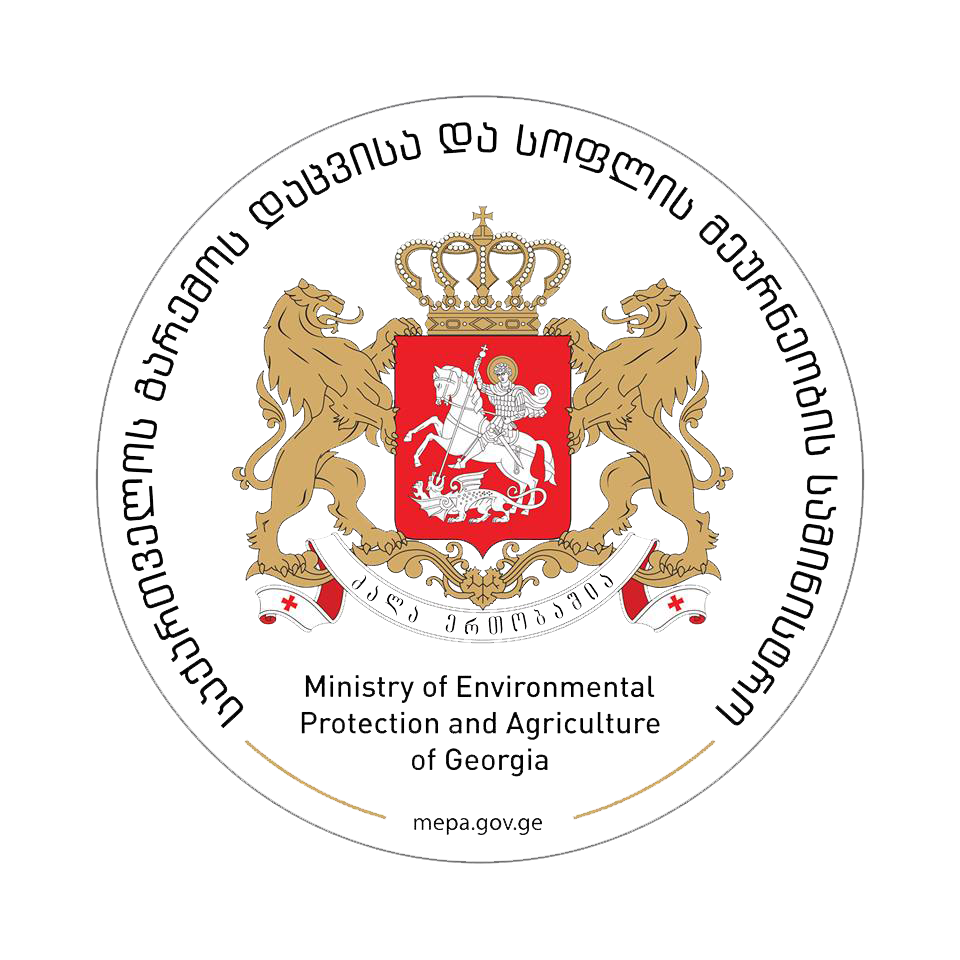 საქართველოს გარემოს დაცვისა და სოფლის მეურნეობის სამინისტრო
ძალა ერთობაშია
Ministry of Environmental
Protection and Agriculture
of Georgia
mepa.gov.ge